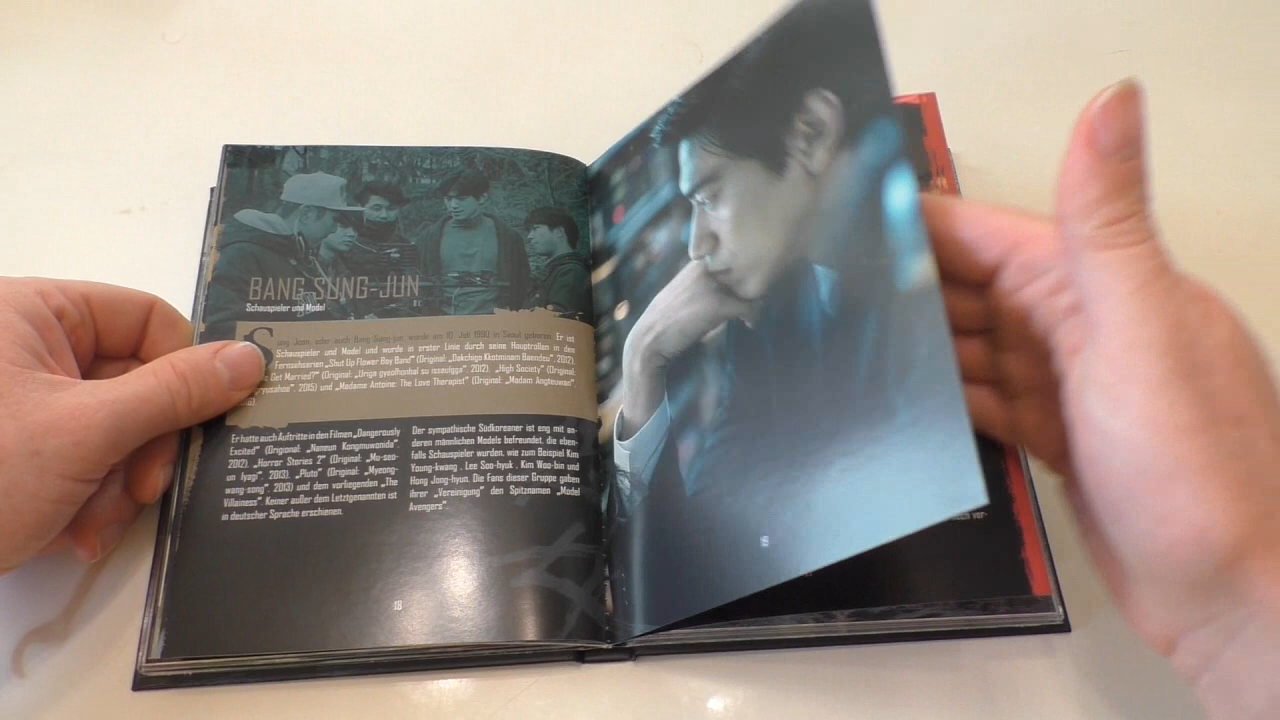 BANG SUNG-JUN
Schauspieler und Model
Sung Joon, oder auch Bang Sung-jun, wurde am 10. Juli 1990 in Seoul geboren. Er ist
Schauspieler und Model und wurde in erster Linie durch seine Hauptrollen in den
Fernsehserien „Shut Up Flower Boy Band" (Original: „Dakchigo Kkotminam Baendeu", 2012),
Get Married?" (Original: „Uriga gyeolhonhal su isseulgga", 2012), „High Society" (Original:
2015) und „Madame Antoine: The Love Therapist" (Original: „Madam Angtouwan",
Er hatte auch Auftritte in den Filmen „Dangerously
Excited" (Origional: „Naneun Kongmuwonida",
2012), „Horror Stories 2" (Original: „Mu-seo-
un Iyagi", 2013), „Pluto" (Original: „Myeong-
wang-song", 2013) und dem vorliegenden „The
Villainess". Keiner außer dem Letztgenannten ist
in deutscher Sprache erschienen.
Der sympathische Südkoreaner ist eng mit an-
deren männlichen Models befreundet, die eben-
falls Schauspieler wurden, wie zum Beispiel Kim
Young-kwang , Lee Soo-hyuk , Kim Woo-bin und
Hong Jong-hyun. Die Fans dieser Gruppe gaben
ihrer „Vereinigung" den Spitznamen „Model
Avengers".
18